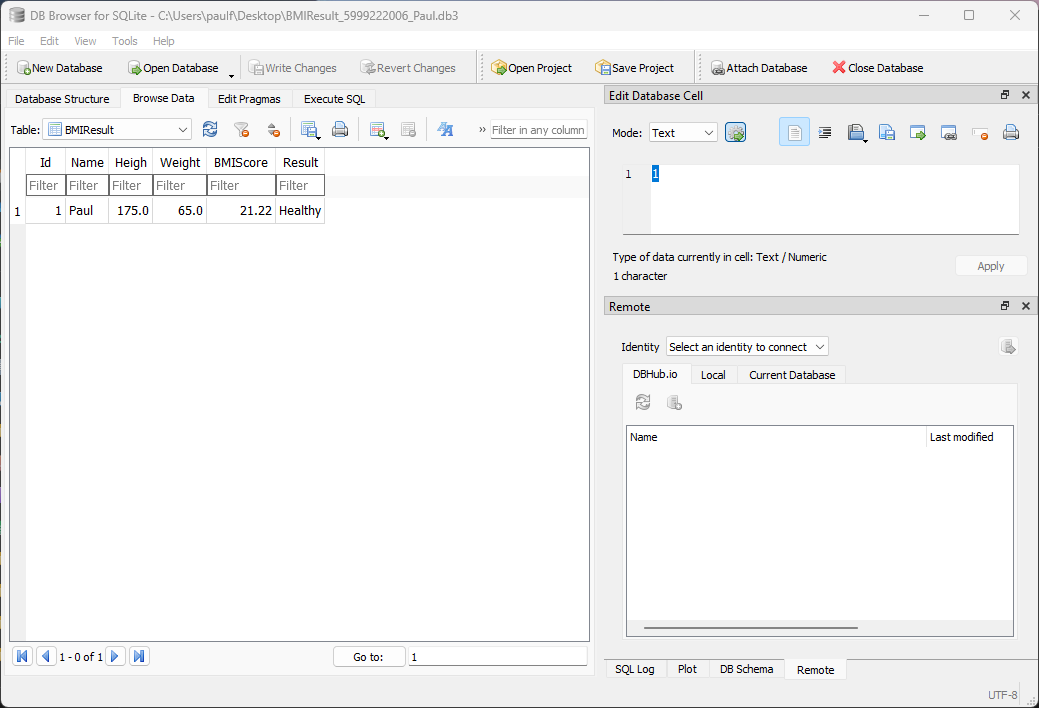 DB Browser for SQLite - C:\Users\paulf\Desktop\BMIResult_5999222006_Paul.db3
File Edit View Tools Help
New Database Open Database Write Changes Revert Changes Open Project Save Project Attach Database Close Database
Database Structure Browse Data Edit Pragmas Execute SQL
Table: BMIResult » Filter in any column
Id Name Heigh Weight BMIScore Result
Filter Filter Filter Filter Filter Filter
1 1 Paul 175.0 65.0 21.22 Healthy
1 - 0 of 1 Go to: 1
Edit Database Cell
Mode: Text
1 1
Type of data currently in cell: Text / Numeric
1 character
Apply
Remote
Identity Select an identity to connect
DBHub.io Local Current Database
Name Last modified
SQL Log Plot DB Schema Remote
UTF-8